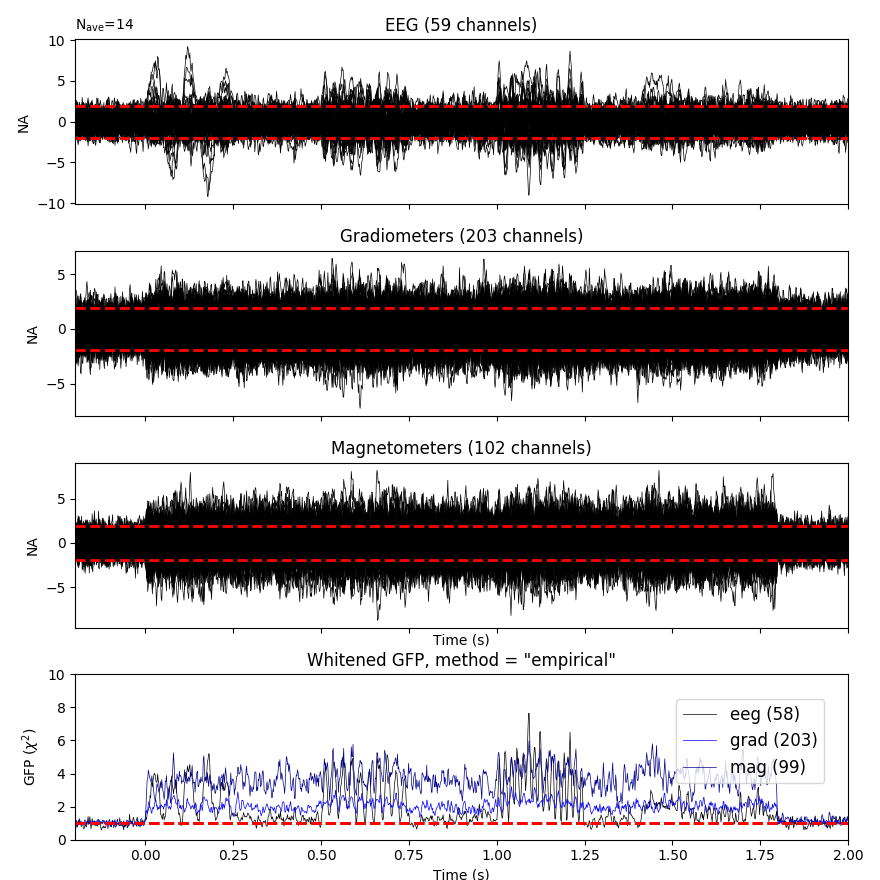 Nave=14
EEG (59 channels)
10
5
0
−5
−10
NA
Gradiometers (203 channels)
5
0
−5
NA
Magnetometers (102 channels)
5
0
−5
NA
Time (s)
Whitened GFP, method = "empirical"
10
8
6
4
2
0
GFP (χ²)
eeg (58)
grad (203)
mag (99)
0.00 0.25 0.50 0.75 1.00 1.25 1.50 1.75 2.00
Time (s)